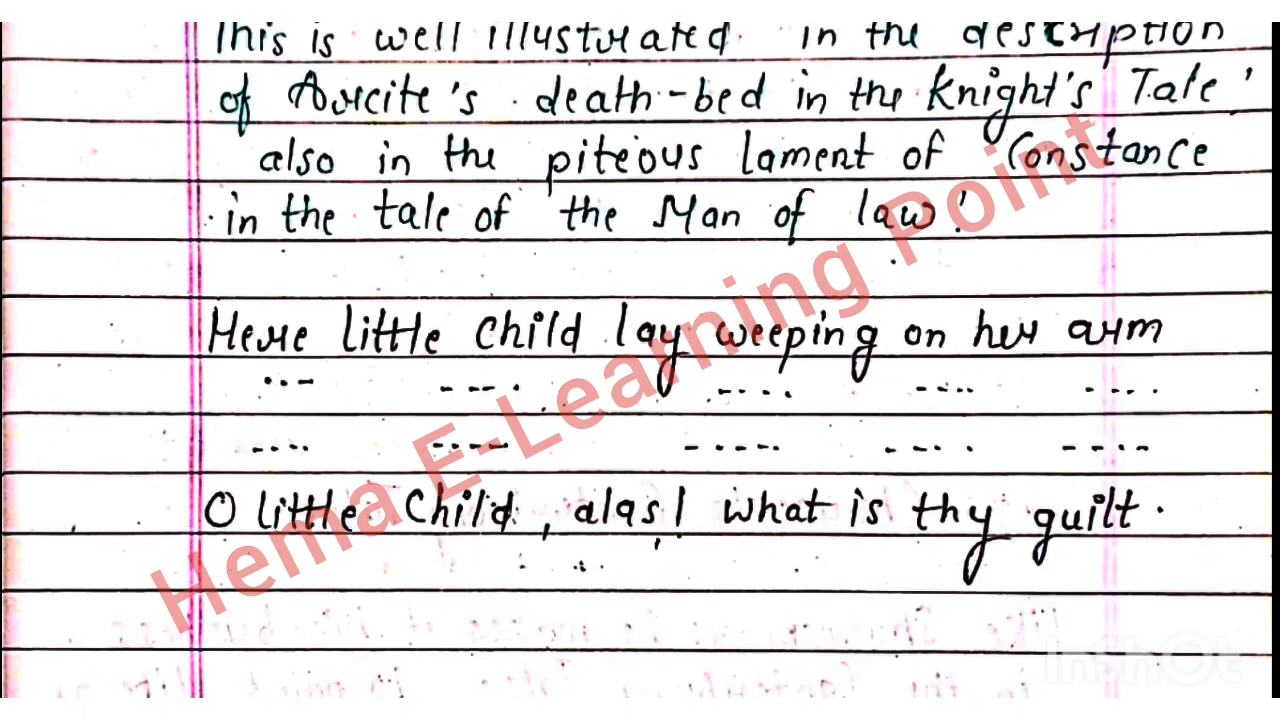 This is well illustrated in the description
of Arcite's death-bed in the Knight's Tale'
also in the piteous lament of Constance
in the tale of the Man of law!
Here little child lay weeping on her arm
... ---. ----. ---.. ----.
---.. ----- ----- ----. -----
O little Child, alas! what is thy guilt.
Hema E-Learning Point
InShOt